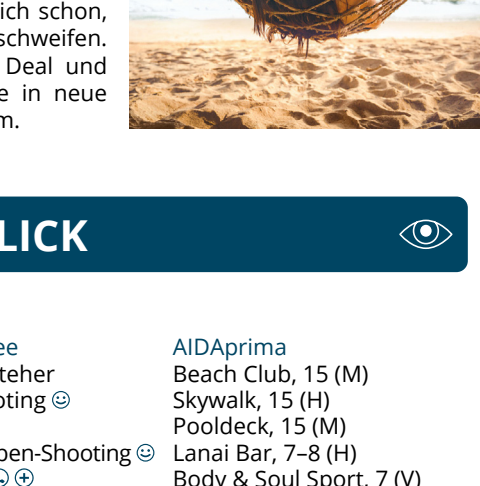 ich schon,
schweifen.
Deal und
e in neue
m.
LICK
ee
teher
oting ☺
pen-Shooting ☺
AIDAprima
Beach Club, 15 (M)
Skywalk, 15 (H)
Pooldeck, 15 (M)
Lanai Bar, 7–8 (H)
Body & Soul Sport, 7 (V)